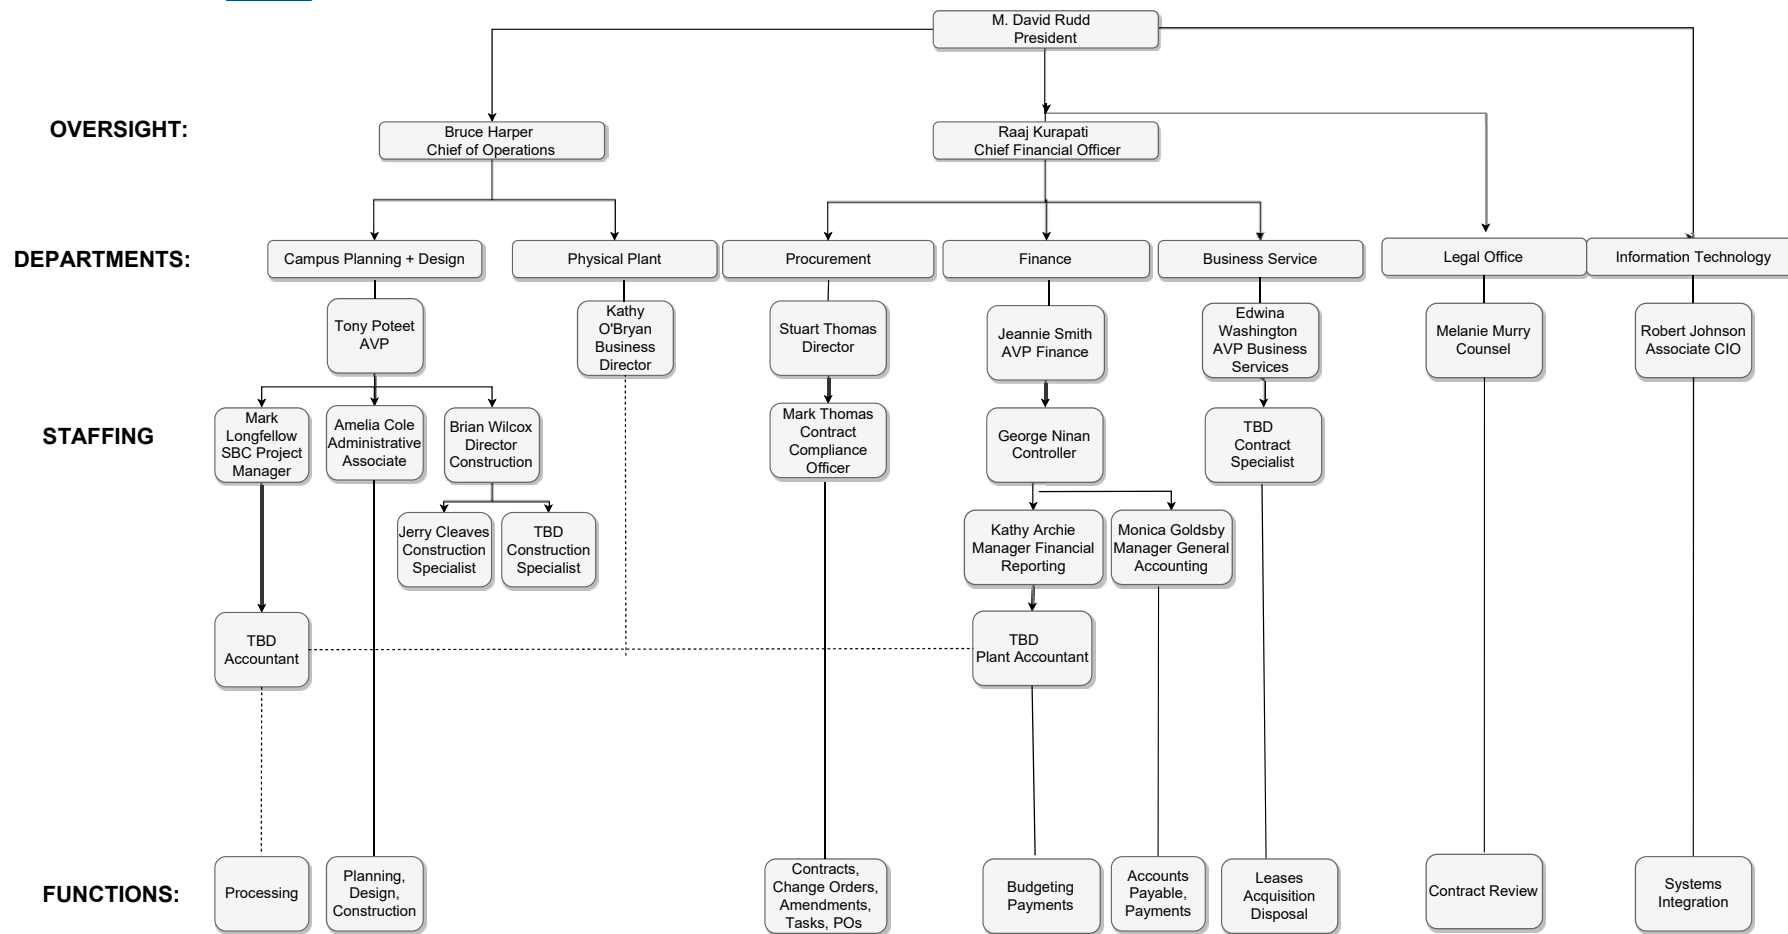 M. David Rudd
President
OVERSIGHT:
Bruce Harper
Chief of Operations
Raaj Kurapati
Chief Financial Officer
DEPARTMENTS:
Campus Planning + Design
Physical Plant
Procurement
Finance
Business Service
Legal Office
Information Technology
Tony Poteet
AVP
Kathy
O'Bryan
Business
Director
Stuart Thomas
Director
Jeannie Smith
AVP Finance
Edwina
Washington
AVP Business
Services
Melanie Murry
Counsel
Robert Johnson
Associate CIO
STAFFING
Mark
Longfellow
SBC Project
Manager
Amelia Cole
Administrative
Associate
Brian Wilcox
Director
Construction
Mark Thomas
Contract
Compliance
Officer
George Ninan
Controller
TBD
Contract
Specialist
Jerry Cleaves
Construction
Specialist
TBD
Construction
Specialist
Kathy Archie
Manager Financial
Reporting
Monica Goldsby
Manager General
Accounting
TBD
Accountant
TBD
Plant Accountant
FUNCTIONS:
Processing
Planning,
Design,
Construction
Contracts,
Change Orders,
Amendments,
Tasks, POs
Budgeting
Payments
Accounts
Payable,
Payments
Leases
Acquisition
Disposal
Contract Review
Systems
Integration